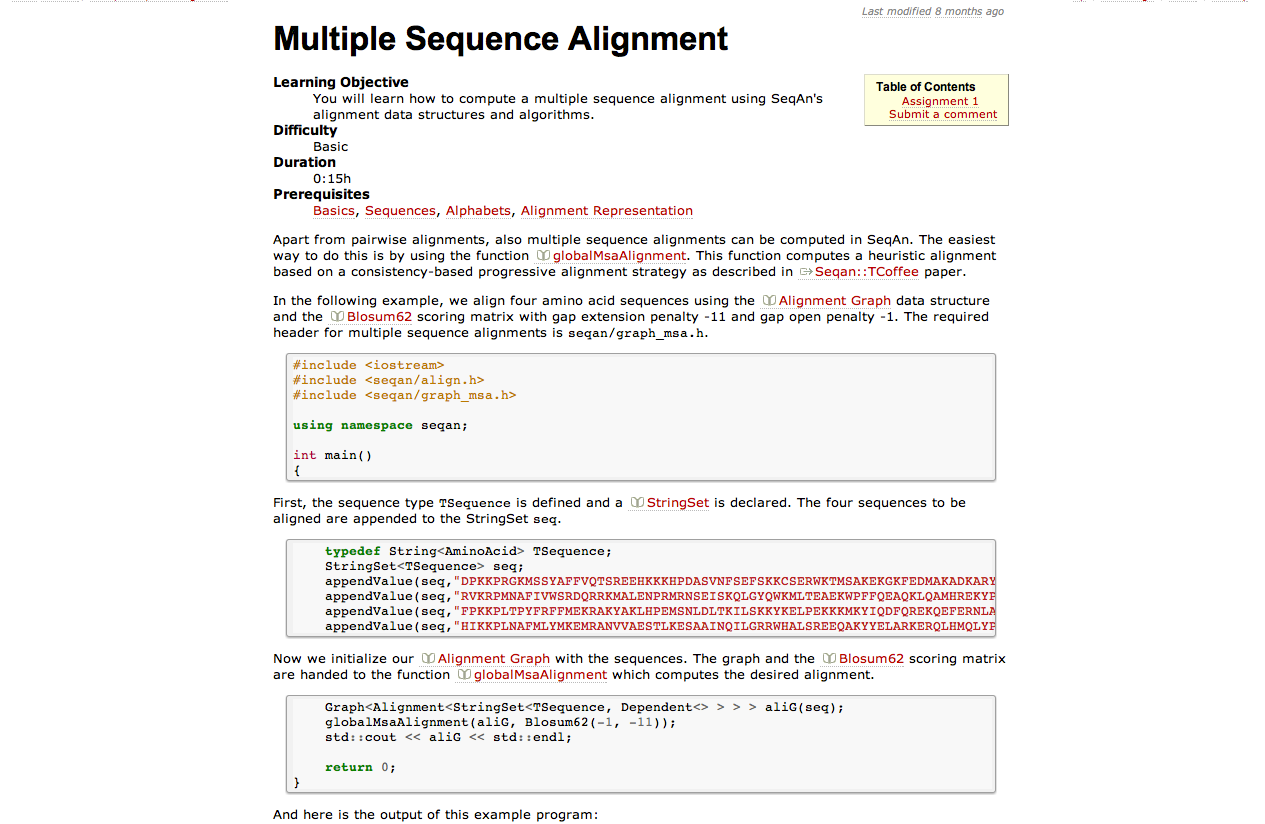 Last modified 8 months ago
Multiple Sequence Alignment
Learning Objective
You will learn how to compute a multiple sequence alignment using SeqAn's
alignment data structures and algorithms.
Difficulty
Basic
Duration
0:15h
Prerequisites
Basics, Sequences, Alphabets, Alignment Representation
Table of Contents
Assignment 1
Submit a comment
Apart from pairwise alignments, also multiple sequence alignments can be computed in SeqAn. The easiest
way to do this is by using the function globalMsaAlignment. This function computes a heuristic alignment
based on a consistency-based progressive alignment strategy as described in Seqan::TCoffee paper.
In the following example, we align four amino acid sequences using the Alignment Graph data structure
and the Blosum62 scoring matrix with gap extension penalty -11 and gap open penalty -1. The required
header for multiple sequence alignments is seqan/graph_msa.h.
#include <iostream>
#include <seqan/align.h>
#include <seqan/graph_msa.h>
using namespace seqan;
int main()
{
First, the sequence type TSequence is defined and a StringSet is declared. The four sequences to be
aligned are appended to the StringSet seq.
typedef String<AminoAcid> TSequence;
StringSet<TSequence> seq;
appendValue(seq,"DPKKPRGKMSSYAFFVQTSREEHKKKHPDASVNFSEFSKKCSERWKTMSAKEKGKFEDMAKADKARY
appendValue(seq,"RVKRPMNAFIVWSRDQRRKMALENPRMRNSEISKQLGYQWKMLTEAEKWPFFQEAQKLQAMHREKYP
appendValue(seq,"FPKKPLTPYFRFFMEKRAKYAKLHPEMSNLDLTKILSKKYKELPEKKKMKYIQDFQREKQEFERNLA
appendValue(seq,"HIKKPLNAFMLYMKEMRANVVAESTLKESAAINQILGRRWHALSREEQAKYYELARKERQLHMQLYP
Now we initialize our Alignment Graph with the sequences. The graph and the Blosum62 scoring matrix
are handed to the function globalMsaAlignment which computes the desired alignment.
Graph<Alignment<StringSet<TSequence, Dependent<> > > > aliG(seq);
globalMsaAlignment(aliG, Blosum62(-1, -11));
std::cout << aliG << std::endl;
return 0;
}
And here is the output of this example program: